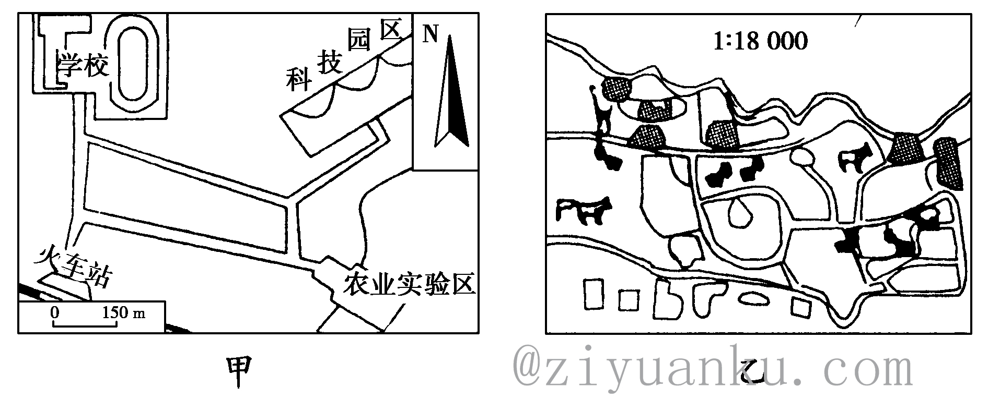 学校
科技园区
N
火车站
农业实验区
0 150 m
甲
1:18 000
乙
@ziyuanku.com